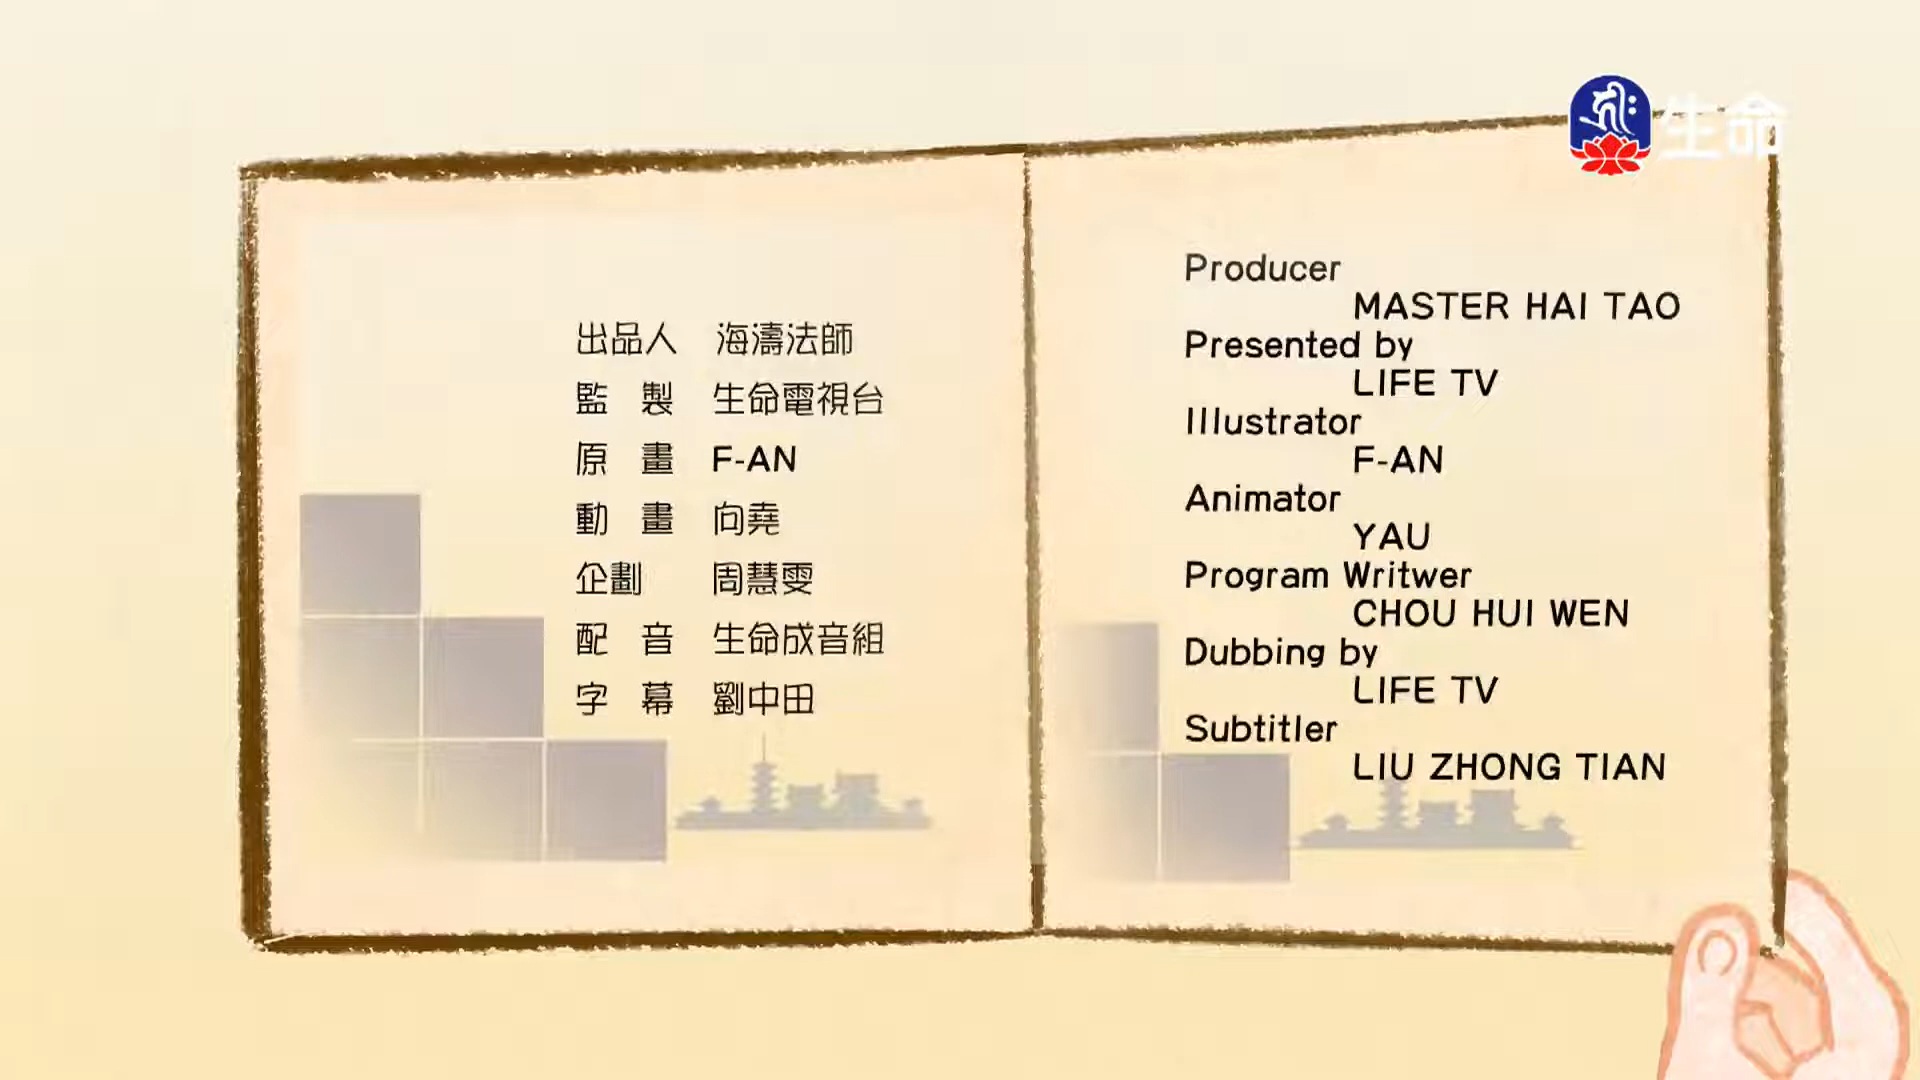 生命
出品人 海濤法師
監 製 生命電視台
原 畫 F-AN
動 畫 向堯
企劃 周慧雯
配 音 生命成音組
字 幕 劉中田
Producer
MASTER HAI TAO
Presented by
LIFE TV
Illustrator
F-AN
Animator
YAU
Program Writwer
CHOU HUI WEN
Dubbing by
LIFE TV
Subtitler
LIU ZHONG TIAN